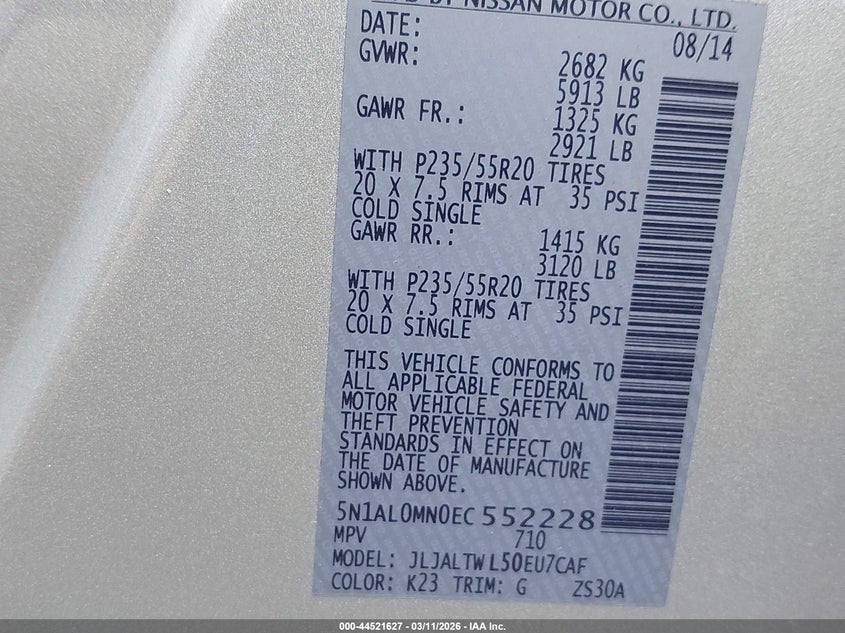 BY NISSAN MOTOR CO., LTD.
DATE: 08/14
GVWR: 2682 KG
5913 LB
GAWR FR.: 1325 KG
2921 LB
WITH P235/55R20 TIRES
20 X 7.5 RIMS AT 35 PSI
COLD SINGLE
GAWR RR.: 1415 KG
3120 LB
WITH P235/55R20 TIRES
20 X 7.5 RIMS AT 35 PSI
COLD SINGLE
THIS VEHICLE CONFORMS TO
ALL APPLICABLE FEDERAL
MOTOR VEHICLE SAFETY AND
THEFT PREVENTION
STANDARDS IN EFFECT ON
THE DATE OF MANUFACTURE
SHOWN ABOVE.
5N1AL0MN0EC552228
MPV 710
MODEL: JLJALTWL50EU7CAF
COLOR: K23 TRIM: G ZS30A
000-44521627 - 03/11/2026 - IAA Inc.